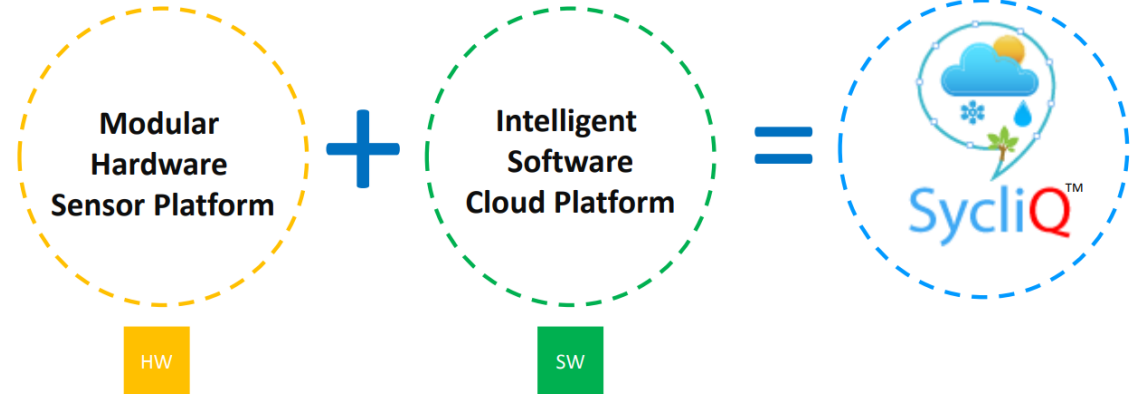 Modular
Hardware
Sensor Platform
+
Intelligent
Software
Cloud Platform
=
SycliQ™
HW
SW